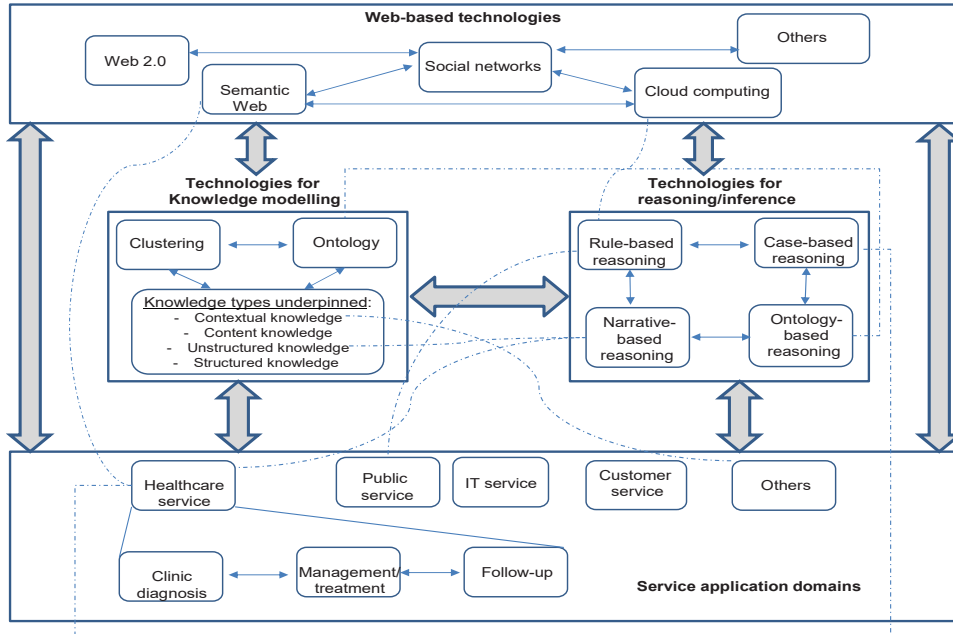 Web-based technologies
Web 2.0
Social networks
Others
Semantic
Web
Cloud computing
Technologies for
Knowledge modelling
Technologies for
reasoning/inference
Clustering
Ontology
Knowledge types underpinned:
- Contextual knowledge
- Content knowledge
- Unstructured knowledge
- Structured knowledge
Rule-based
reasoning
Case-based
reasoning
Narrative-
based
reasoning
Ontology-
based
reasoning
Healthcare
service
Public
service
IT service
Customer
service
Others
Clinic
diagnosis
Management/
treatment
Follow-up
Service application domains